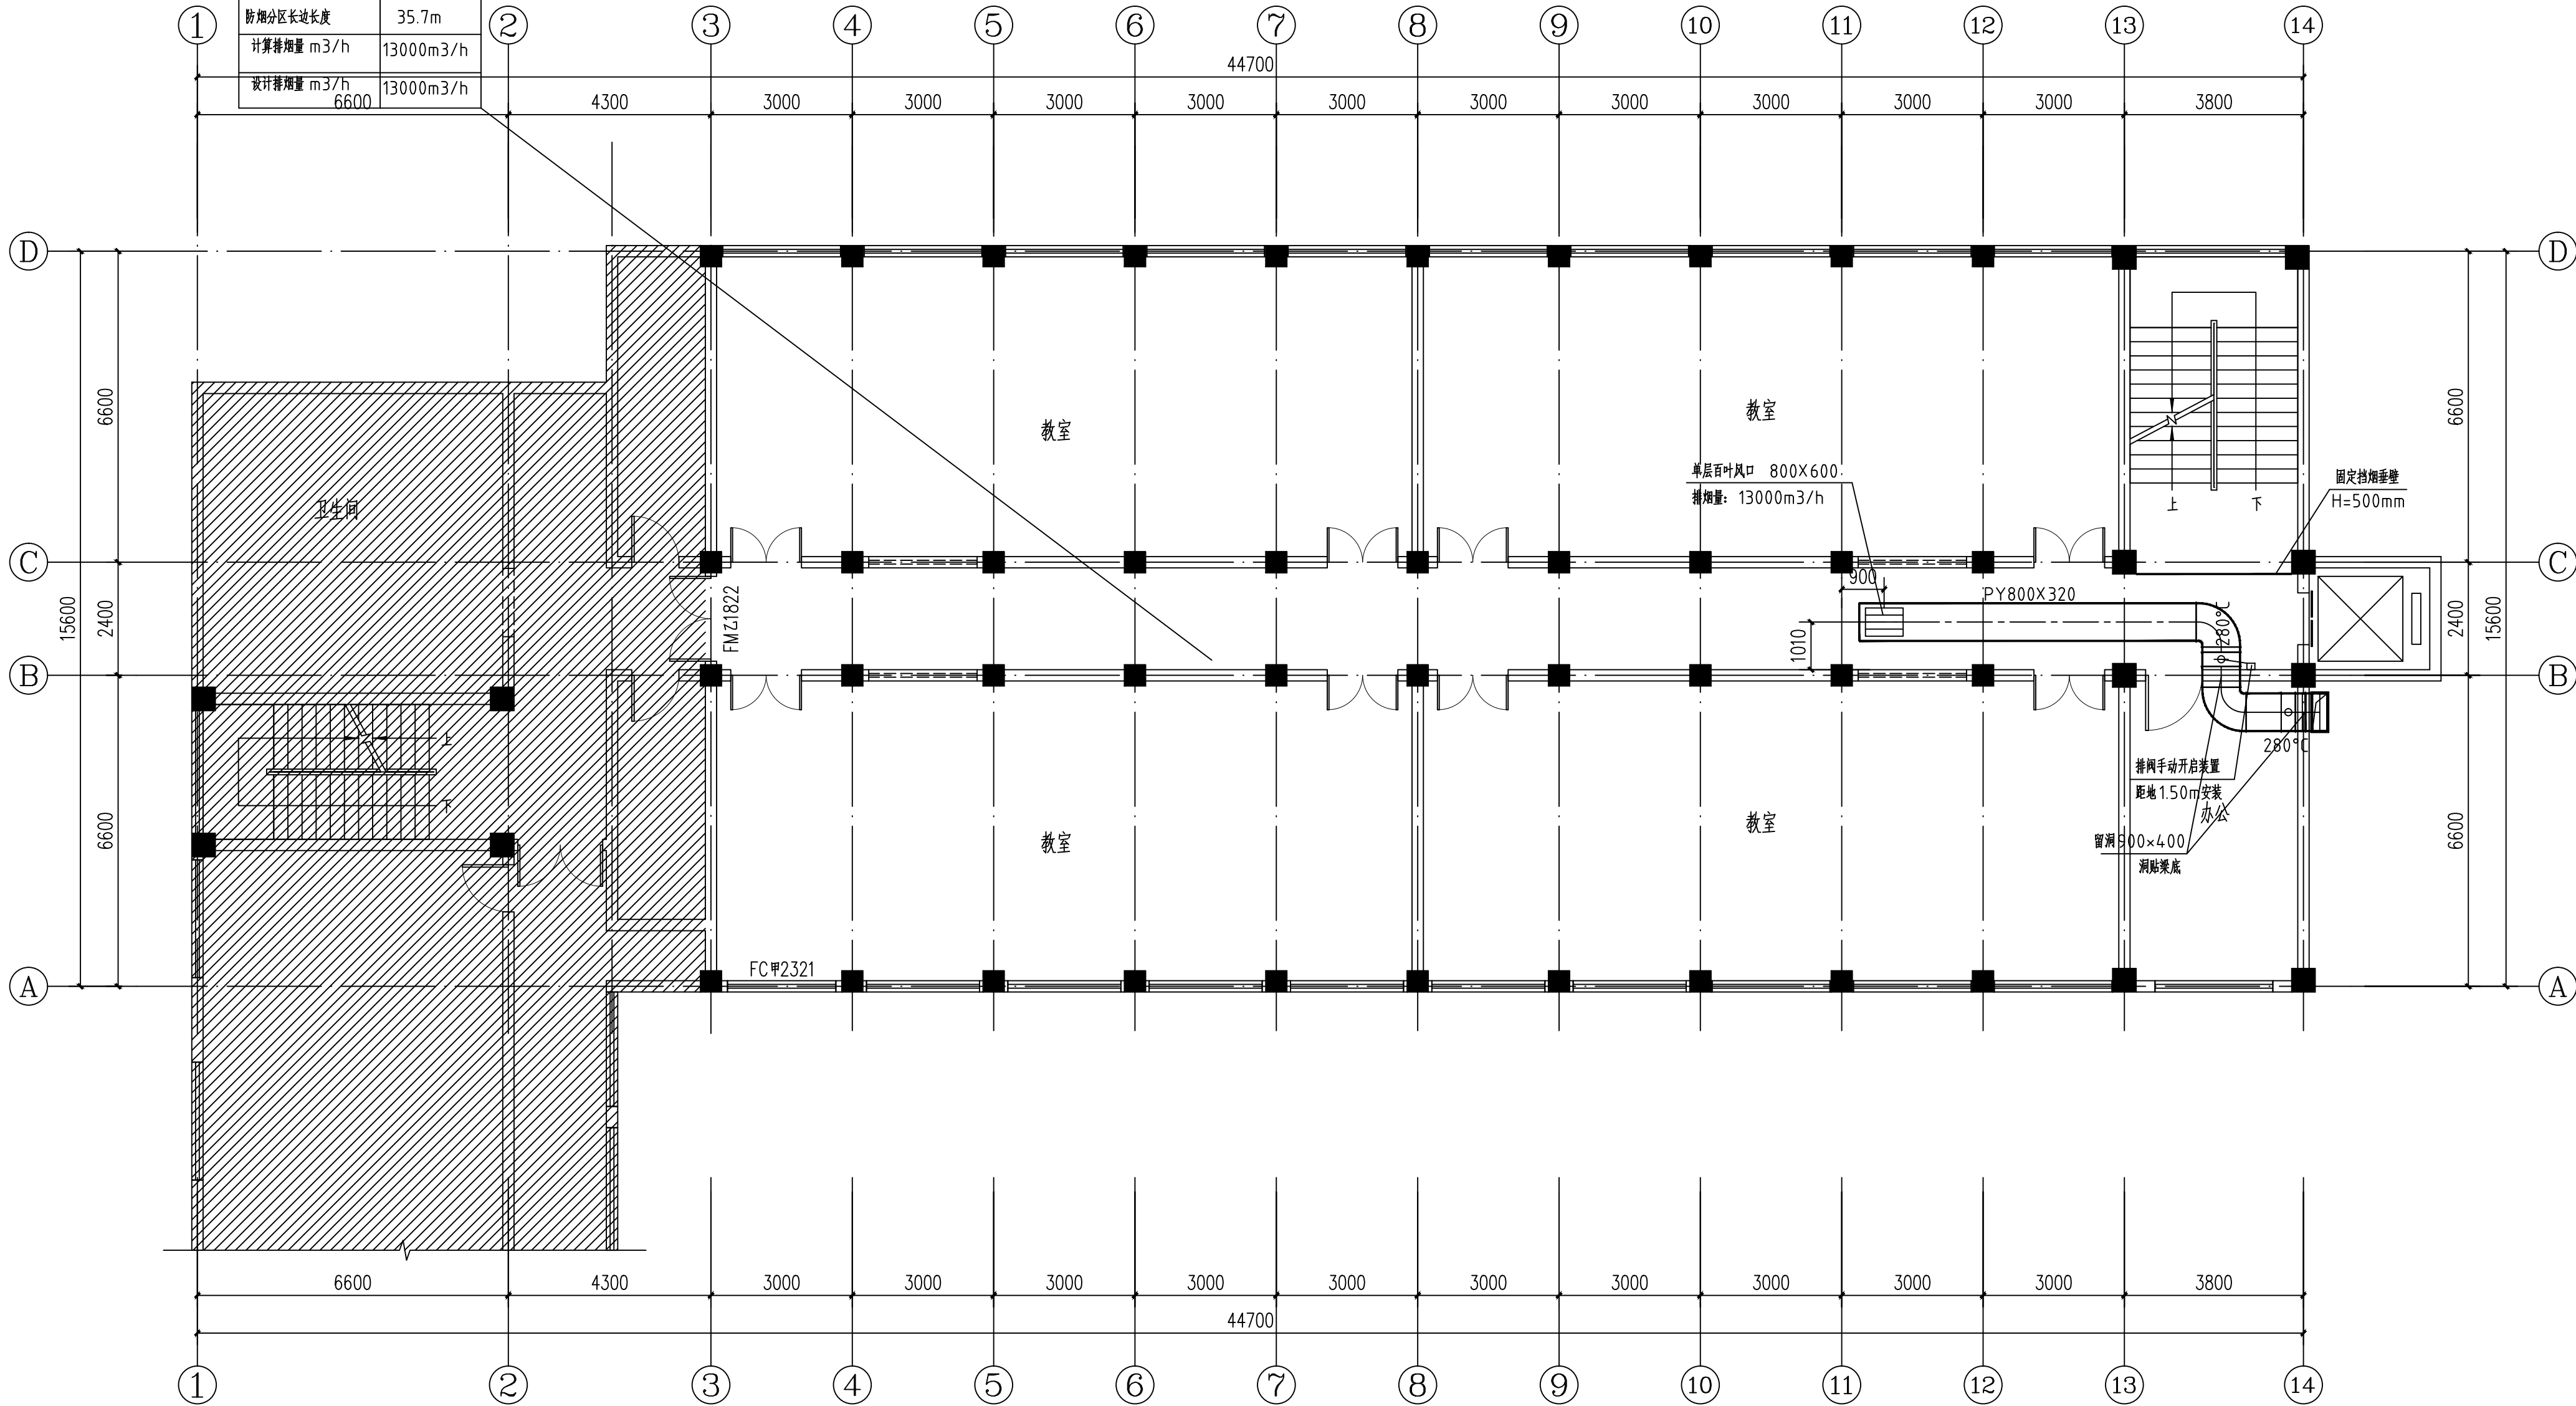 防烟分区长边长度 35.7m
计算排烟量 m3/h 13000m3/h
设计排烟量 m3/h 13000m3/h
1 2 3 4 5 6 7 8 9 10 11 12 13 14
44700
6600 4300 3000 3000 3000 3000 3000 3000 3000 3000 3000 3000 3800
D D
6600 6600
教室 教室
单层百叶风口 800X600
排烟量：13000m3/h
固定挡烟垂壁
H=500mm
卫生间
上 下
C C
900
PY800X320
280°C
15600 2400 2400 15600
FMZ1822
1010
B B
上
下
280°C
排阀手动开启装置
距地1.50m安装
办公
教室 教室
6600 6600
留洞900×400
洞贴梁底
FC甲2321
A A
6600 4300 3000 3000 3000 3000 3000 3000 3000 3000 3000 3000 3800
44700
1 2 3 4 5 6 7 8 9 10 11 12 13 14